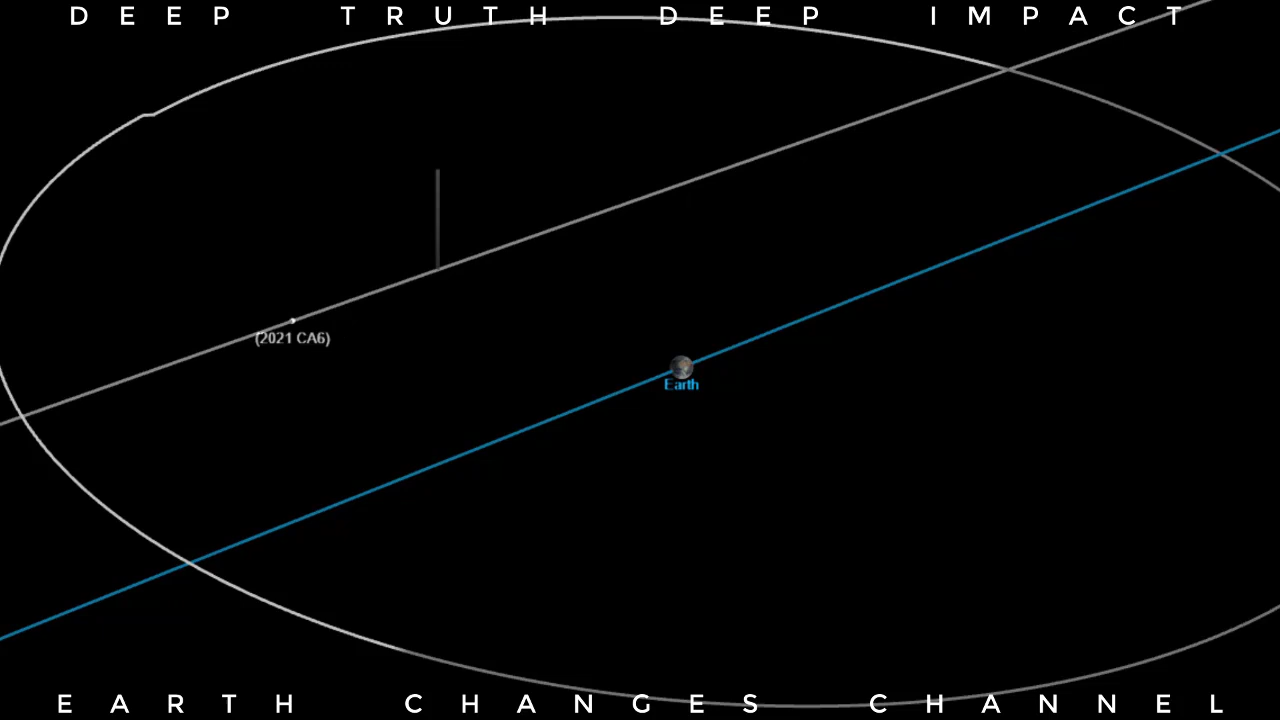 DEEP TRUTH DEEP IMPACT
(2021 CA6)
Earth
EARTH CHANGES CHANNEL